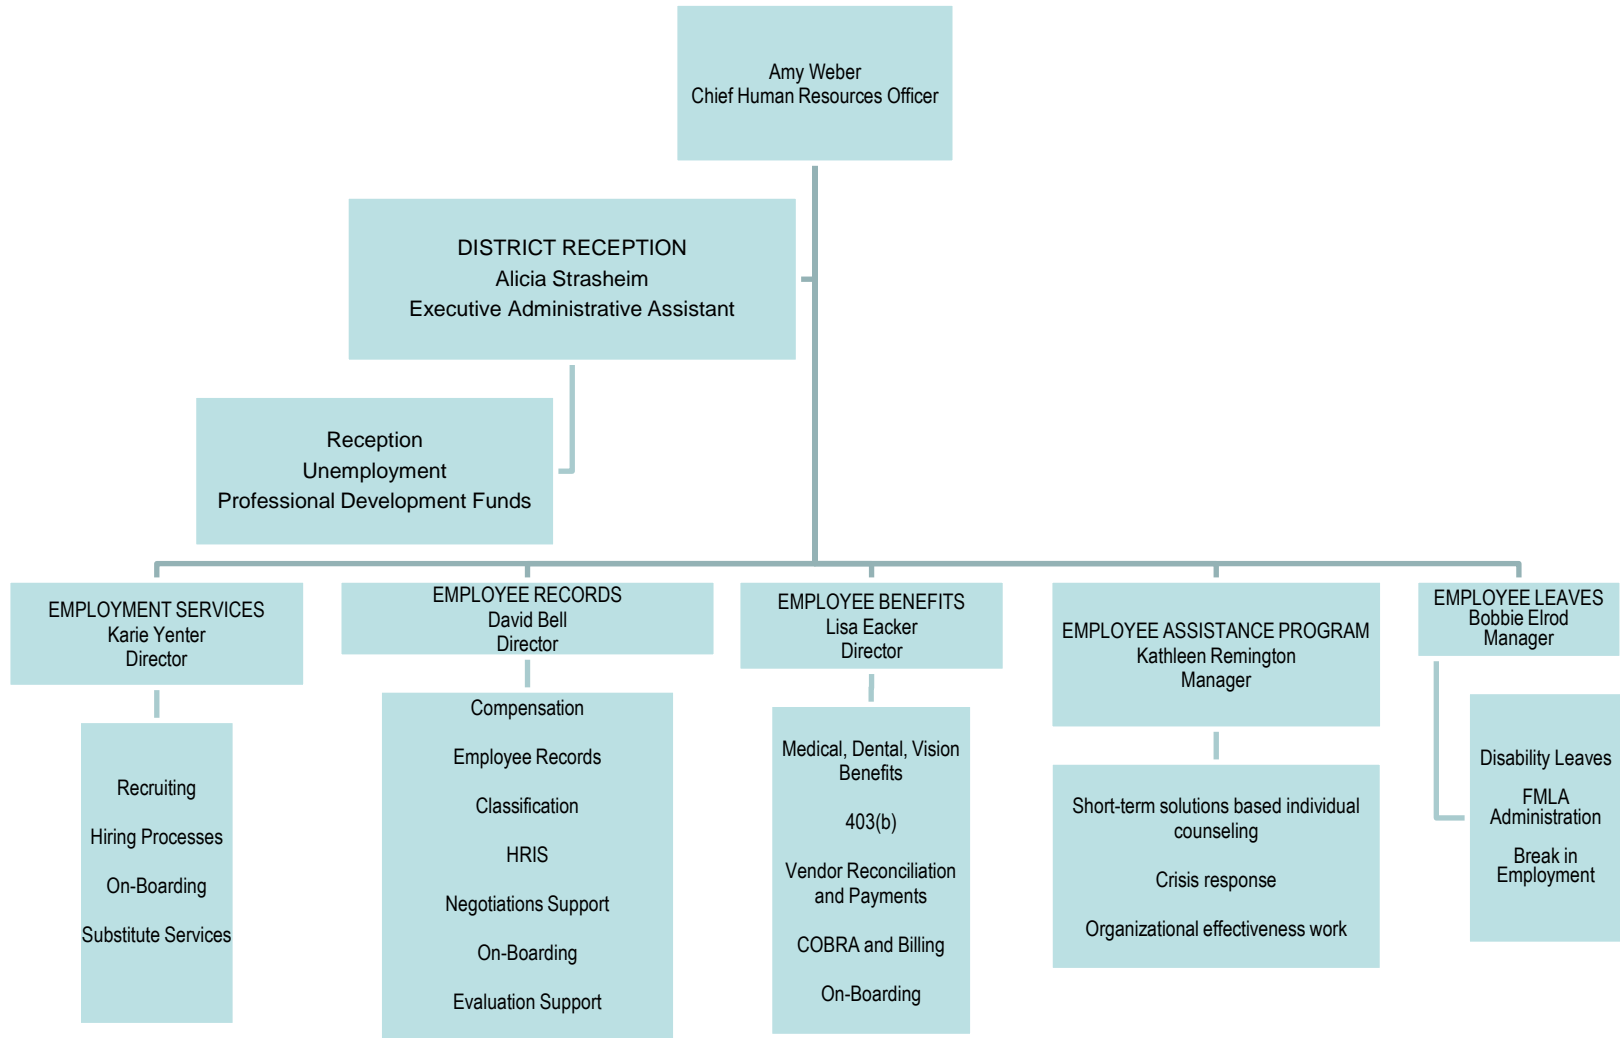 Amy Weber
Chief Human Resources Officer
DISTRICT RECEPTION
Alicia Strasheim
Executive Administrative Assistant
Reception
Unemployment
Professional Development Funds
EMPLOYMENT SERVICES
Karie Yenter
Director
Recruiting
Hiring Processes
On-Boarding
Substitute Services
EMPLOYEE RECORDS
David Bell
Director
Compensation
Employee Records
Classification
HRIS
Negotiations Support
On-Boarding
Evaluation Support
EMPLOYEE BENEFITS
Lisa Eacker
Director
Medical, Dental, Vision
Benefits
403(b)
Vendor Reconciliation
and Payments
COBRA and Billing
On-Boarding
EMPLOYEE ASSISTANCE PROGRAM
Kathleen Remington
Manager
Short-term solutions based individual
counseling
Crisis response
Organizational effectiveness work
EMPLOYEE LEAVES
Bobbie Elrod
Manager
Disability Leaves
FMLA
Administration
Break in
Employment